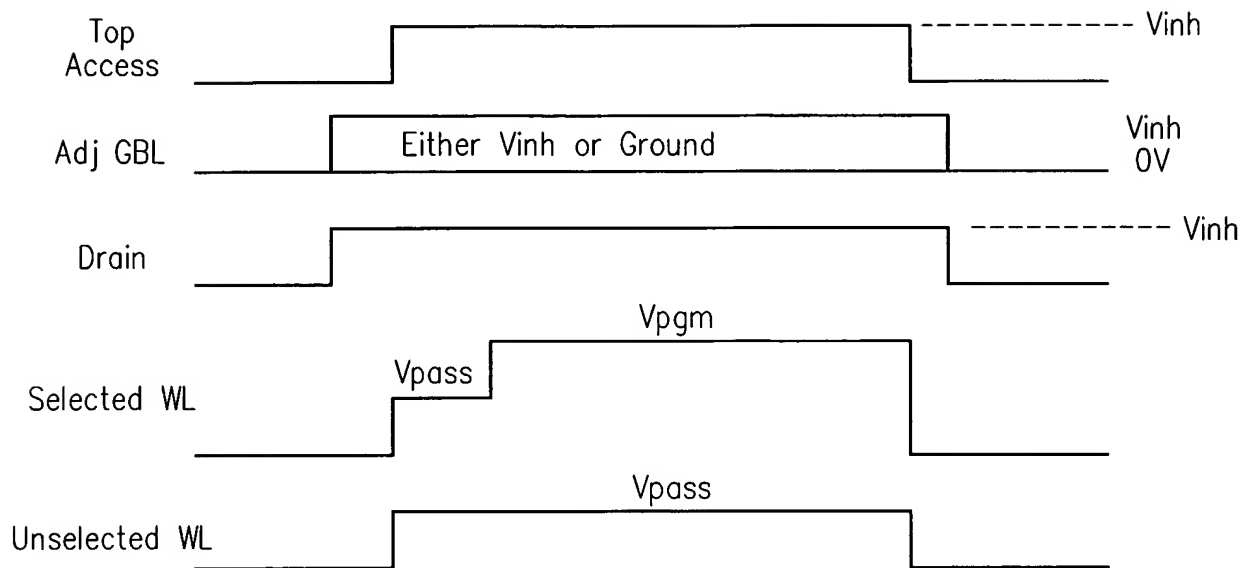 Top
Access
Vinh
Adj GBL
Either Vinh or Ground
Vinh
0V
Drain
Vinh
Vpgm
Vpass
Selected WL
Vpass
Unselected WL